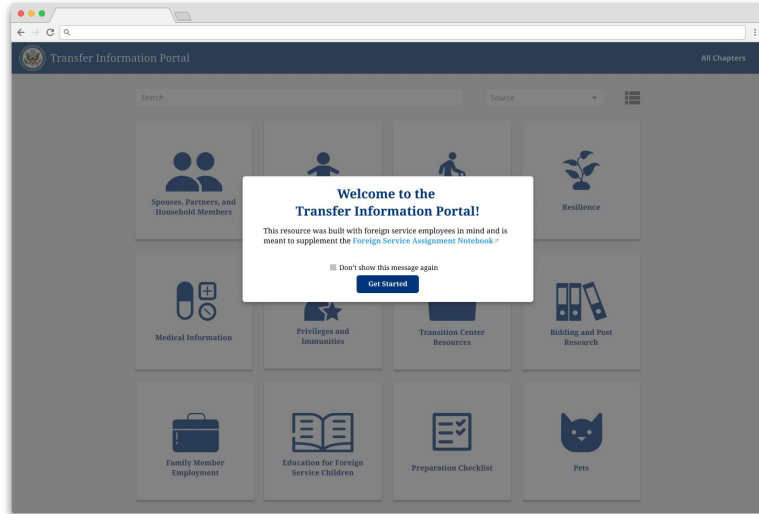 Transfer Information Portal
All Chapters
Search
Source
Spouses, Partners, and
Household Members
Resilience
Welcome to the
Transfer Information Portal!
This resource was built with foreign service employees in mind and is
meant to supplement the Foreign Service Assignment Notebook
Don't show this message again
Get Started
Medical Information
Privileges and
Immunities
Transition Center
Resources
Bidding and Post
Research
Family Member
Employment
Education for Foreign
Service Children
Preparation Checklist
Pets